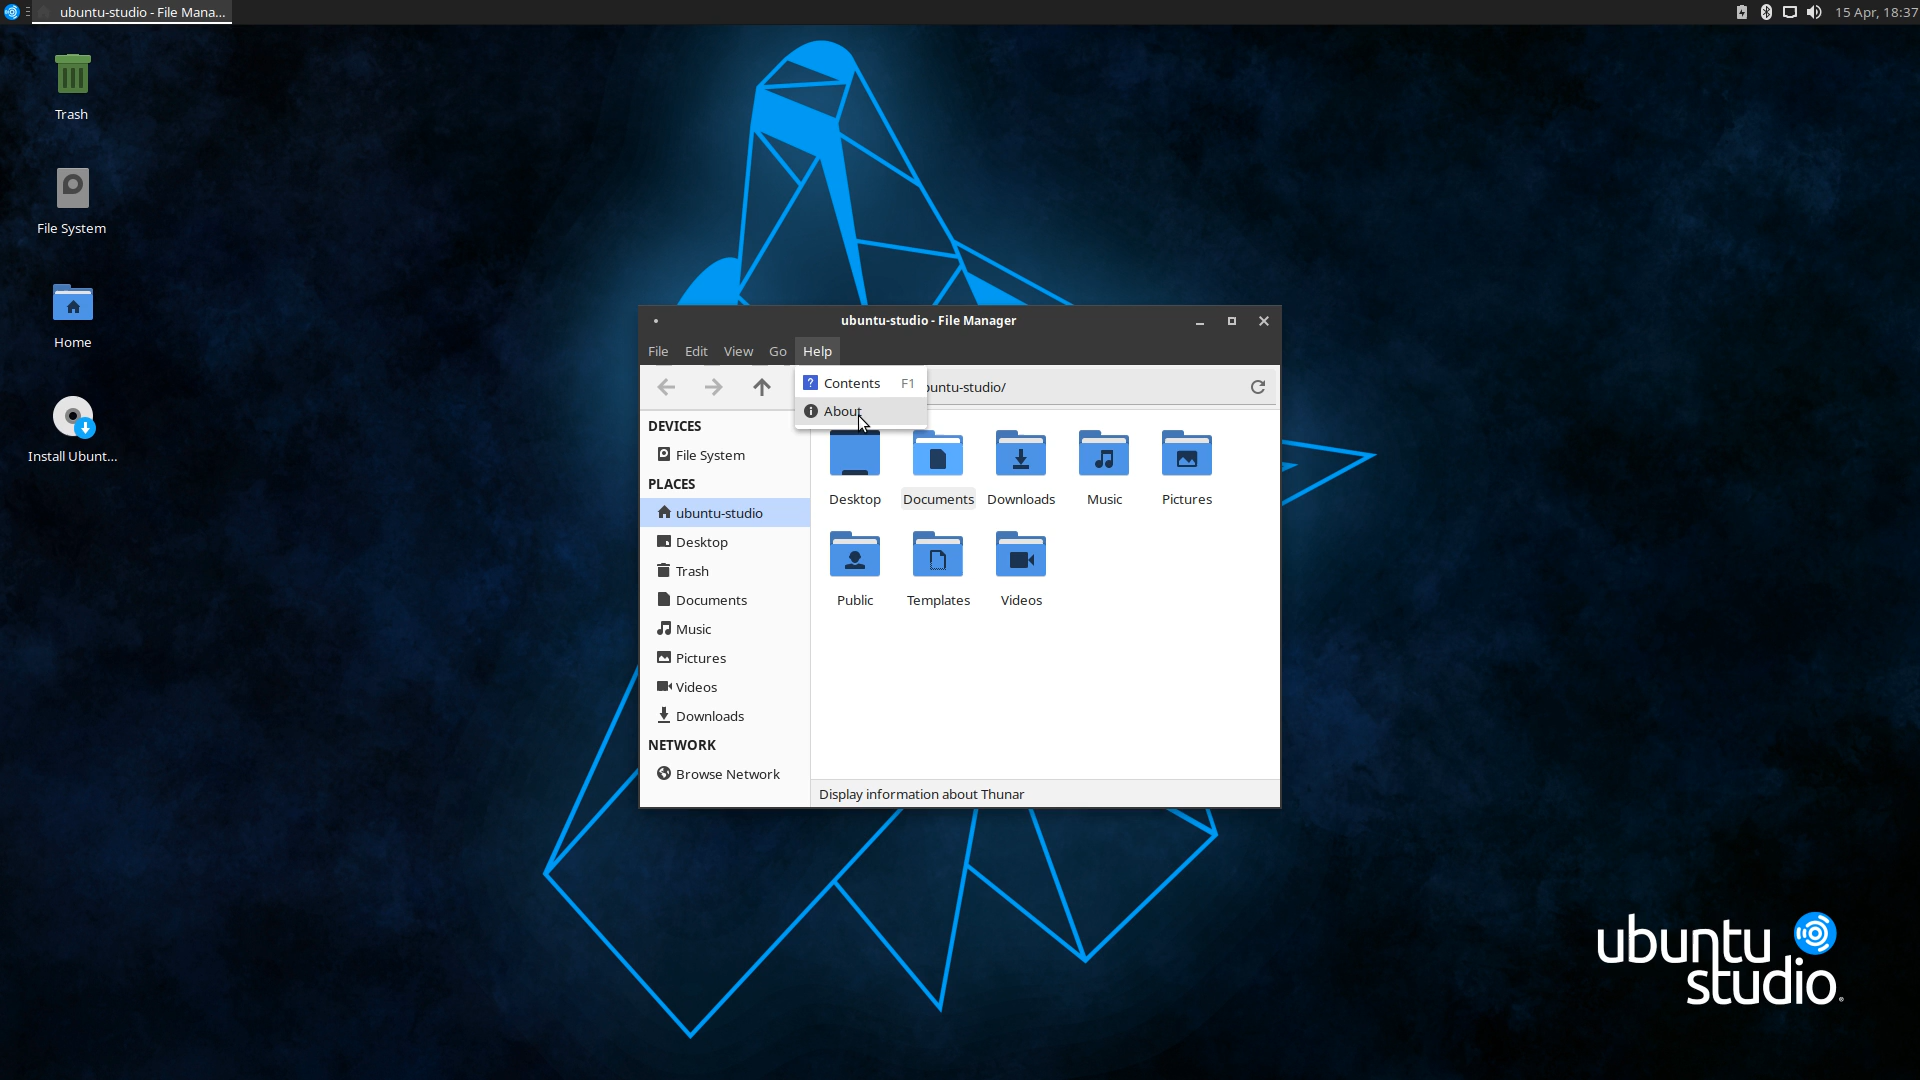 ubuntu-studio - File Mana...
15 Apr, 18:37
Trash
File System
Home
Install Ubunt...
ubuntu-studio - File Manager
File Edit View Go Help
Contents F1
About
buntu-studio/
DEVICES
File System
PLACES
ubuntu-studio
Desktop
Trash
Documents
Music
Pictures
Videos
Downloads
NETWORK
Browse Network
Desktop Documents Downloads Music Pictures
Public Templates Videos
Display information about Thunar
ubuntu
studio